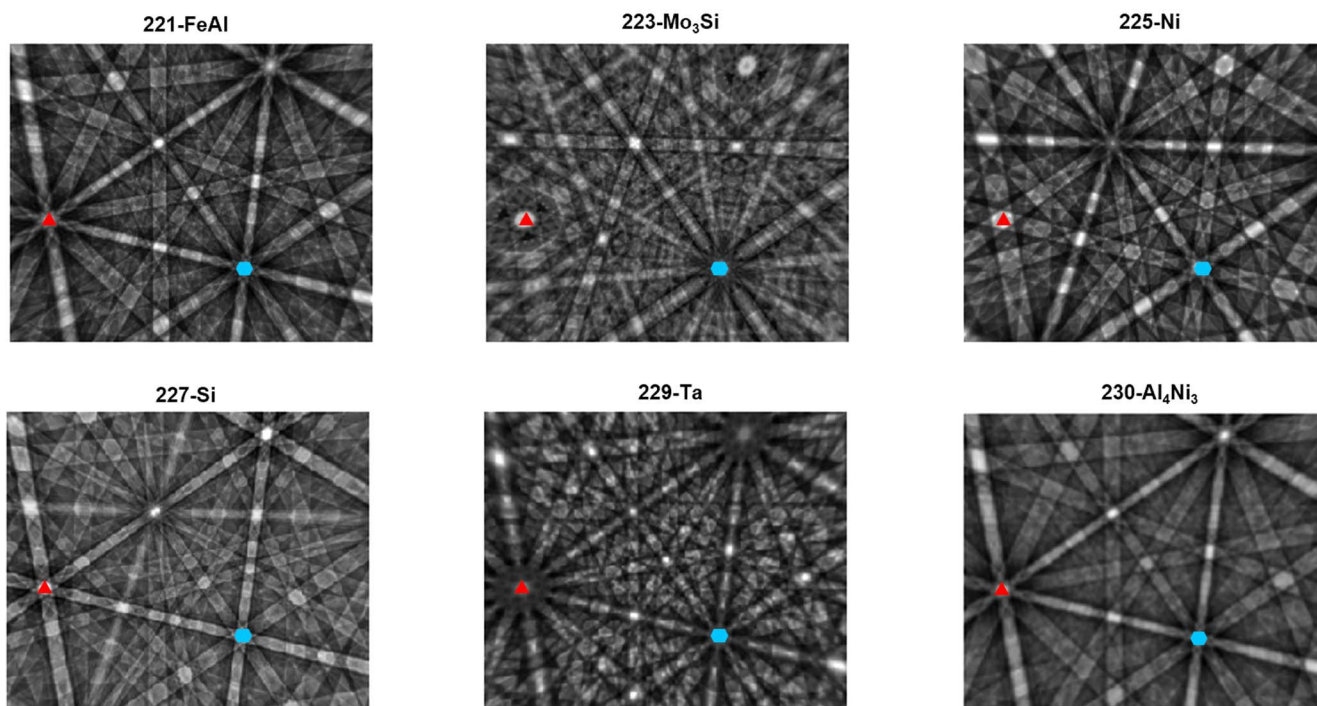 221-FeAl
223-Mo₃Si
225-Ni
227-Si
229-Ta
230-Al₄Ni₃